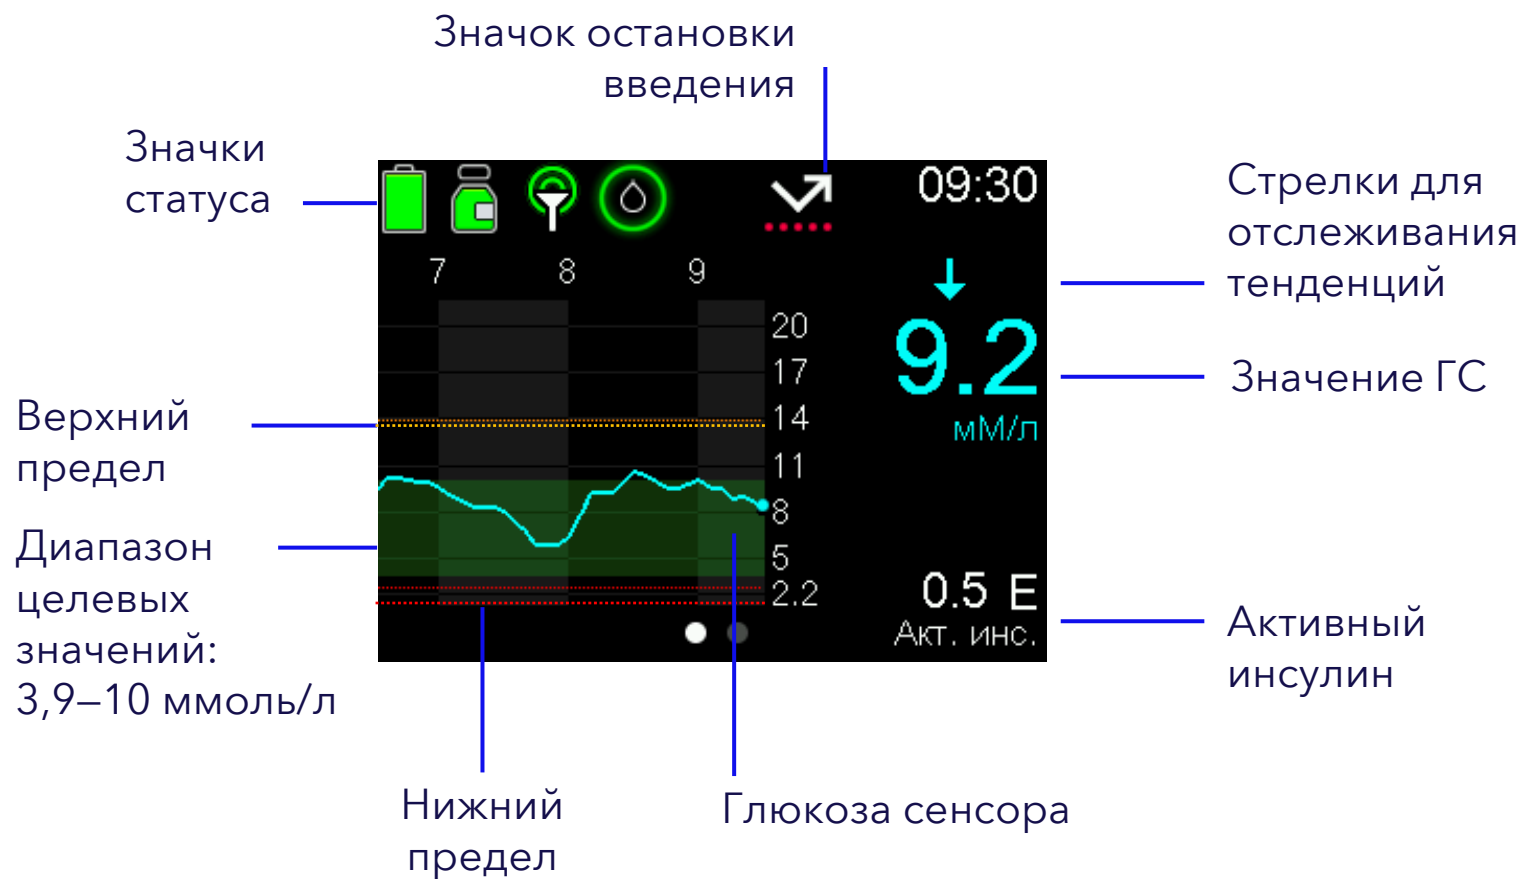 Значок остановки
введения
Значки
статуса
09:30
Стрелки для
отслеживания
тенденций
7 8 9
20
17
14
11
8
5
2.2
9.2
мМ/л
Значение ГС
Верхний
предел
Диапазон
целевых
значений:
3,9–10 ммоль/л
0.5 E
Акт. инс.
Активный
инсулин
Нижний
предел
Глюкоза сенсора